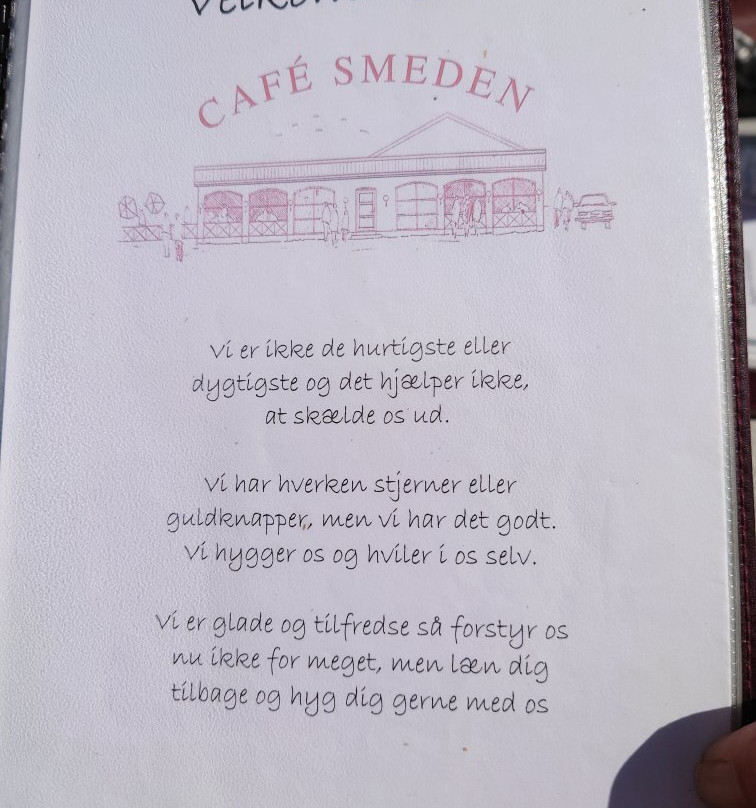 CAFÉ SMEDEN
Vi er ikke de hurtigste eller
dygtigste og det hjælper ikke,
at skælde os ud.
Vi har hverken stjerner eller
guldknapper, men vi har det godt.
Vi hygger os og hviler i os selv.
Vi er glade og tilfredse så forstyr os
nu ikke for meget, men læn dig
tilbage og hyg dig gerne med os